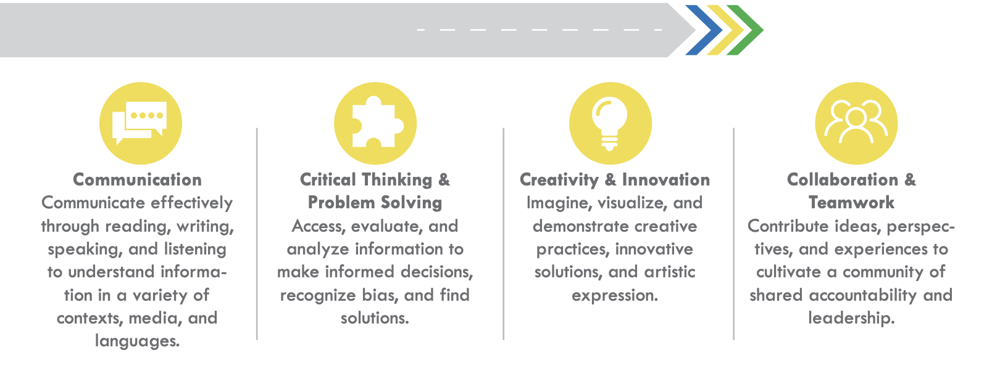 Communication
Communicate effectively
through reading, writing,
speaking, and listening
to understand informa-
tion in a variety of
contexts, media, and
languages.
Critical Thinking &
Problem Solving
Access, evaluate, and
analyze information to
make informed decisions,
recognize bias, and find
solutions.
Creativity & Innovation
Imagine, visualize, and
demonstrate creative
practices, innovative
solutions, and artistic
expression.
Collaboration &
Teamwork
Contribute ideas, perspec-
tives, and experiences to
cultivate a community of
shared accountability and
leadership.